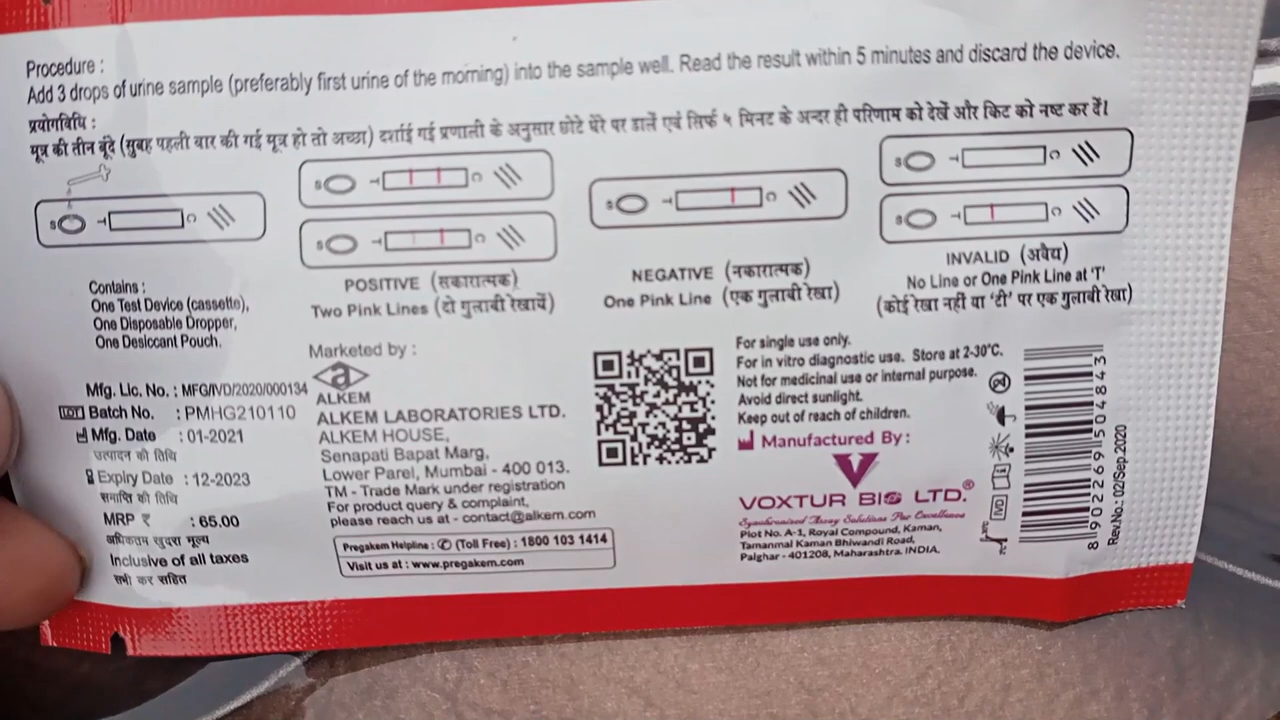 Procedure :
Add 3 drops of urine sample (preferably first urine of the morning) into the sample well. Read the result within 5 minutes and discard the device.
प्रयोगविधि :
मूत्र की तीन बूंदे (सुबह पहली बार की गई मूत्र हो तो अच्छा) दर्शाई गई प्रणाली के अनुसार छोटे घेरे पर डालें एवं सिर्फ ५ मिनट के अन्दर ही परिणाम को देखें और किट को नष्ट कर दें।
S T C
S T C
S T C
S T C
S T C
S T C
POSITIVE (सकारात्मक)
Two Pink Lines (दो गुलाबी रेखायें)
NEGATIVE (नकारात्मक)
One Pink Line (एक गुलाबी रेखा)
INVALID (अवैध)
No Line or One Pink Line at 'T'
(कोई रेखा नहीं या 'टी' पर एक गुलाबी रेखा)
Contains :
One Test Device (cassette),
One Disposable Dropper,
One Desiccant Pouch.
Mfg. Lic. No. : MFG/IVD/2020/000134
LOT Batch No. : PMHG210110
Mfg. Date : 01-2021
उत्पादन की तिथि
Expiry Date : 12-2023
समाप्ति की तिथि
MRP ₹ : 65.00
अधिकतम खुदरा मूल्य
Inclusive of all taxes
सभी कर सहित
Marketed by :
a
ALKEM
ALKEM LABORATORIES LTD.
ALKEM HOUSE,
Senapati Bapat Marg,
Lower Parel, Mumbai - 400 013.
TM - Trade Mark under registration
For product query & complaint,
please reach us at - contact@alkem.com
Pregakem Helpline : (Toll Free) : 1800 103 1414
Visit us at : www.pregakem.com
For single use only.
For in vitro diagnostic use. Store at 2-30°C.
Not for medicinal use or internal purpose.
Avoid direct sunlight.
Keep out of reach of children.
Manufactured By :
VOXTUR BIO LTD.®
Synchronised Assay Solutions Par Excellence
Plot No. A-1, Royal Compound, Kaman,
Tanamnal Kaman Bhiwandi Road,
Palghar - 401208, Maharashtra. INDIA.
IVD
8902269504843
Rev.No.: 02/Sep.2020